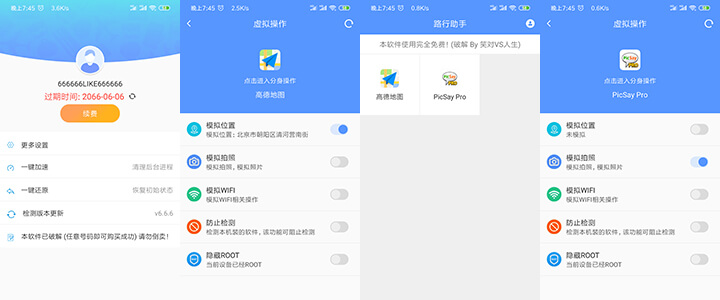 晚上7:45
3.6K/s
666666LIKE666666
过期时间: 2066-06-06
续费
更多设置
一键加速
清理后台进程
一键还原
恢复初始状态
检测版本更新
v6.6.6
本软件已破解 (任意号码即可购买成功) 请勿倒卖!
晚上7:45
2.5K/s
虚拟操作
点击进入分身操作
高德地图
模拟位置
模拟位置: 北京市朝阳区清河营南街
模拟拍照
模拟拍照, 模拟照片
模拟WIFI
模拟WIFI相关操作
防止检测
检测本机装的软件, 该功能可阻止检测
隐藏ROOT
当前设备已经ROOT
晚上7:45
0.8K/s
路行助手
本软件使用完全免费! (破解 By 笑对VS人生)
高德地图
PicSay
PRO
PicSay Pro
晚上7:45
0.6K/s
虚拟操作
PicSay
PRO
点击进入分身操作
PicSay Pro
模拟位置
未模拟
模拟拍照
模拟拍照, 模拟照片
模拟WIFI
模拟WIFI相关操作
防止检测
检测本机装的软件, 该功能可阻止检测
隐藏ROOT
当前设备已经ROOT